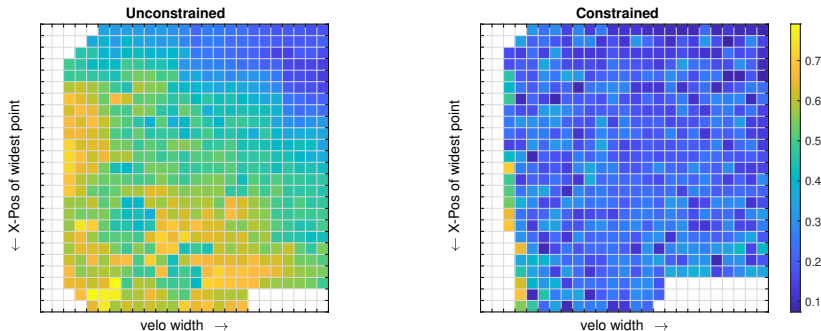 Unconstrained
← X-Pos of widest point
velo width →
Constrained
← X-Pos of widest point
velo width →
0.7
0.6
0.5
0.4
0.3
0.2
0.1